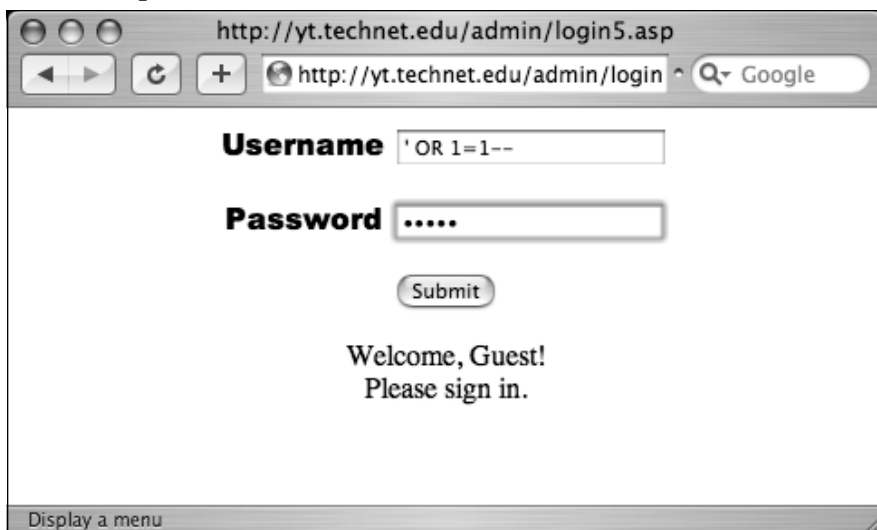 http://yt.technet.edu/admin/login5.asp
http://yt.technet.edu/admin/login
Google
Username ' OR 1=1--
Password •••••
Submit
Welcome, Guest!
Please sign in.
Display a menu